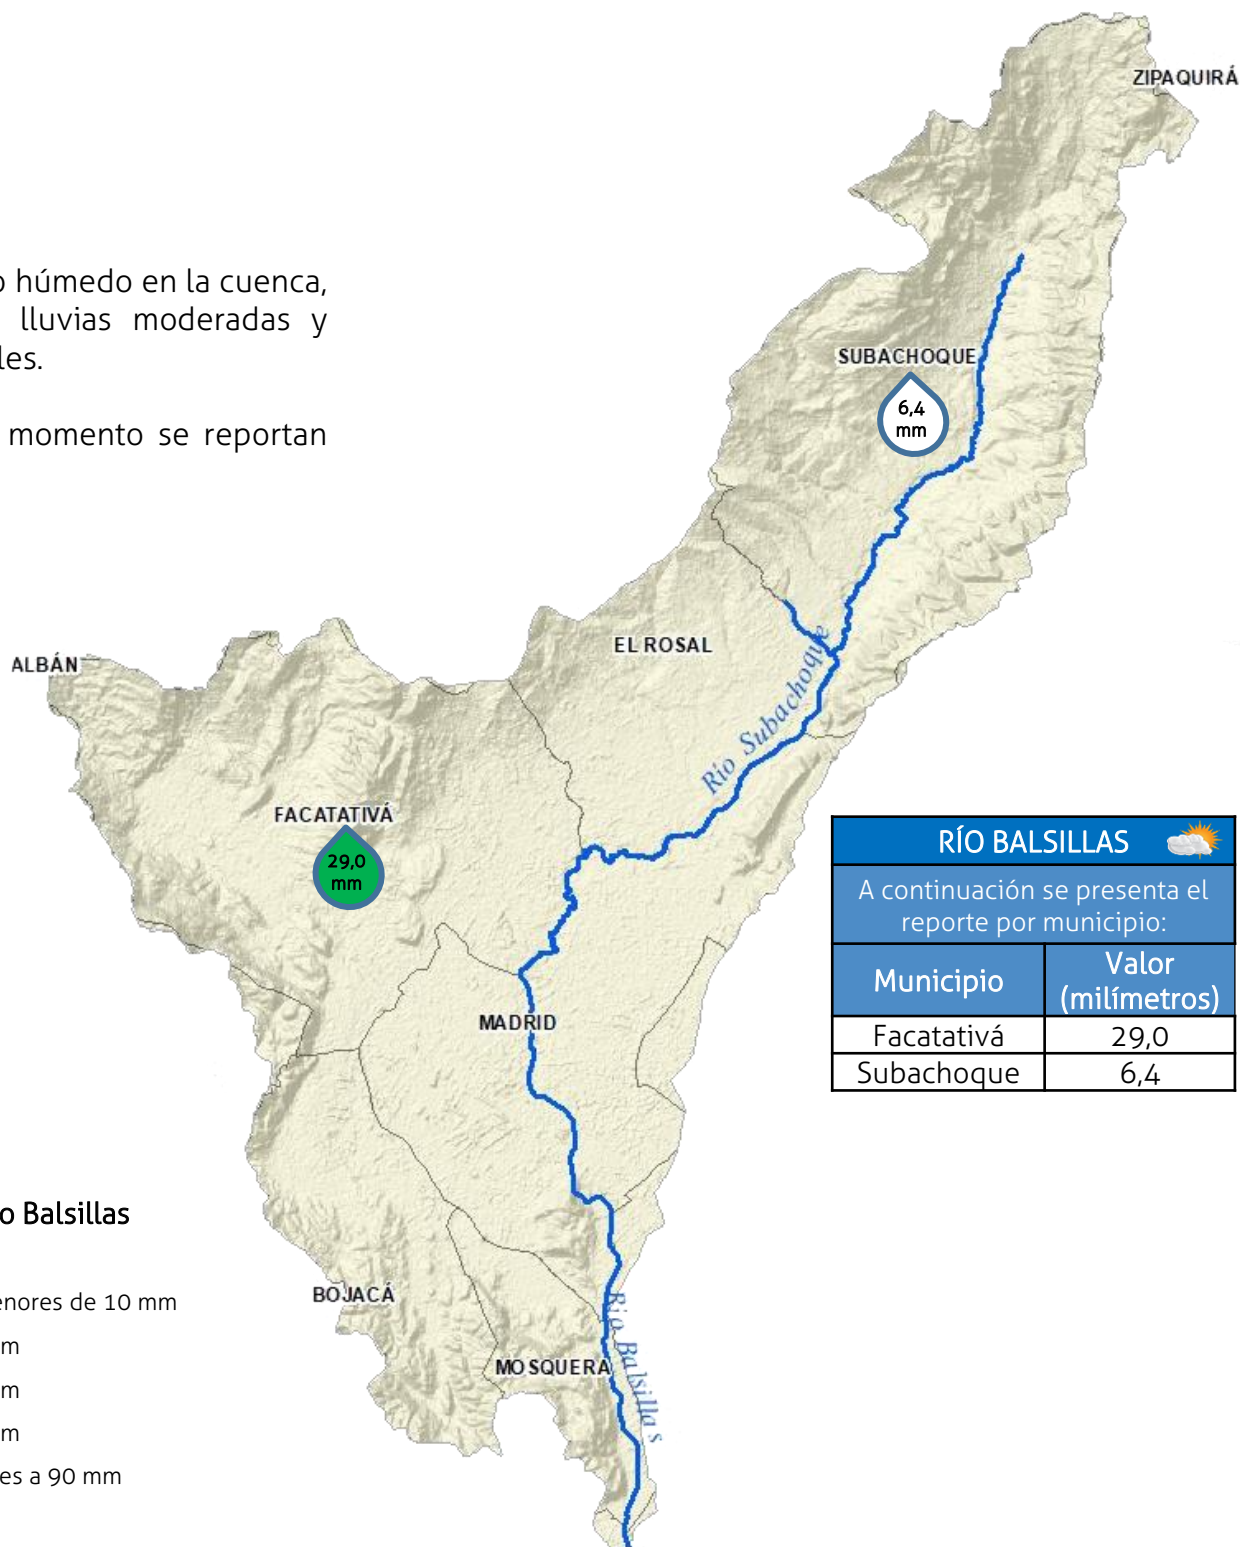 ZIPAQUIRÁ
o húmedo en la cuenca,
lluvias moderadas y
les.
momento se reportan
SUBACHOQUE
6,4
mm
EL ROSAL
Río Subachoque
ALBÁN
FACATATIVÁ
29,0
mm
RÍO BALSILLAS
A continuación se presenta el
reporte por municipio:
Municipio Valor
(milímetros)
Facatativá 29,0
Subachoque 6,4
MADRID
o Balsillas
enores de 10 mm
m
m
m
es a 90 mm
BOJACÁ
MOSQUERA
Río Balsillas